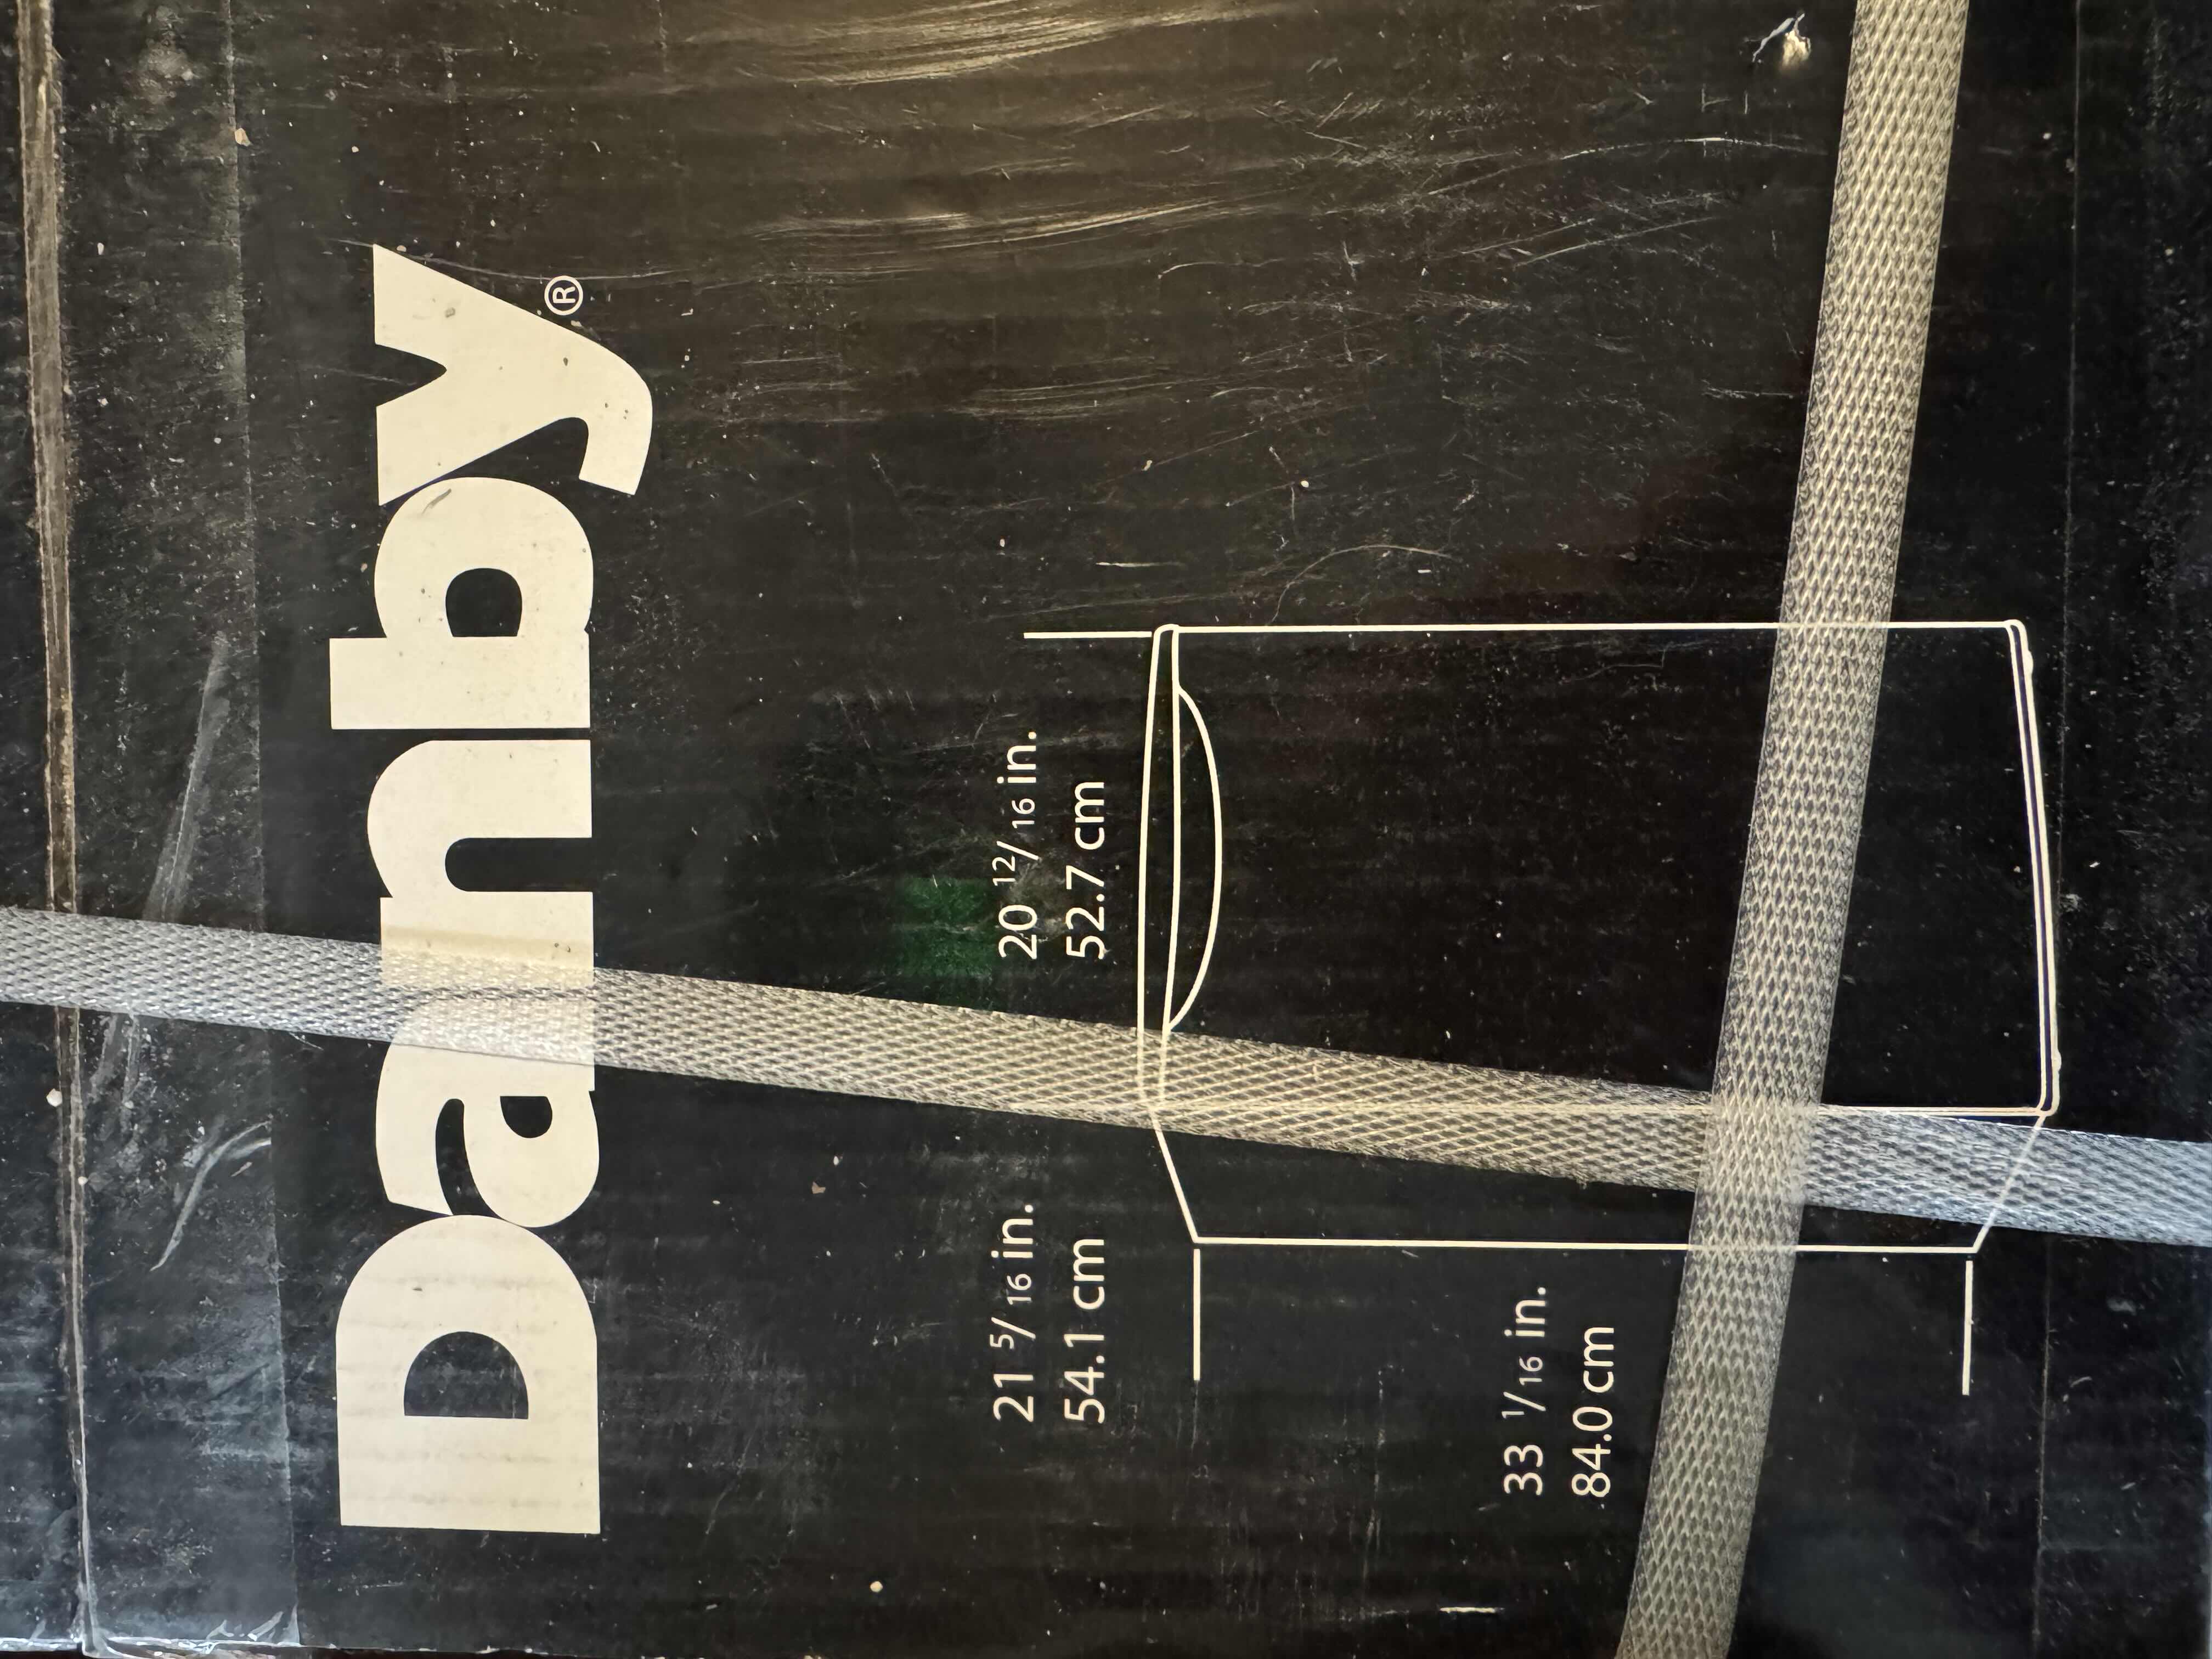 Danby®
21 5/16 in.
54.1 cm
20 12/16 in.
52.7 cm
33 1/16 in.
84.0 cm